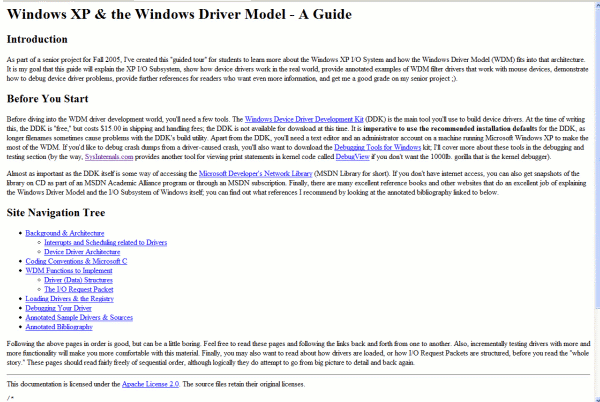 Windows XP & the Windows Driver Model - A Guide
Introduction
As part of a senior project for Fall 2005, I've created this "guided tour" for students to learn more about the Windows XP I/O System and how the Windows Driver Model (WDM) fits into that architecture.
It is my goal that this guide will explain the XP I/O Subsystem, show how device drivers work in the real world, provide annotated examples of WDM filter drivers that work with mouse devices, demonstrate
how to debug device driver problems, provide further references for readers who want even more information, and get me a good grade on my senior project ;).
Before You Start
Before diving into the WDM driver development world, you'll need a few tools. The Windows Device Driver Development Kit (DDK) is the main tool you'll use to build device drivers. At the time of writing
this, the DDK is "free," but costs $15.00 in shipping and handling fees; the DDK is not available for download at this time. It is imperative to use the recommended installation defaults for the DDK, as
longer filenames sometimes cause problems with the DDK's build utility. Apart from the DDK, you'll need a text editor and an administrator account on a machine running Microsoft Windows XP to make the
most of the WDM. If you'd like to debug crash dumps from a driver-caused crash, you'll also want to download the Debugging Tools for Windows kit; I'll cover more about these tools in the debugging and
testing section (by the way, SysInternals.com provides another tool for viewing print statements in kernel code called DebugView if you don't want the 1000lb. gorilla that is the kernel debugger).
Almost as important as the DDK itself is some way of accessing the Microsoft Developer's Network Library (MSDN Library for short). If you don't have internet access, you can also get snapshots of the
library on CD as part of an MSDN Academic Alliance program or through an MSDN subscription. Finally, there are many excellent reference books and other websites that do an excellent job of explaining
the Windows Driver Model and the I/O Subsystem of Windows itself; you can find out what references I recommend by looking at the annotated bibliography linked to below.
Site Navigation Tree
Background & Architecture
Interrupts and Scheduling related to Drivers
Device Driver Architecture
Coding Conventions & Microsoft C
WDM Functions to Implement
Driver (Data) Structures
The I/O Request Packet
Loading Drivers & the Registry
Debugging Your Driver
Annotated Sample Drivers & Sources
Annotated Bibliography
Following the above pages in order is good, but can be a little boring. Feel free to read these pages and following the links back and forth from one to another. Also, incrementally testing drivers with more and
more functionality will make you more comfortable with this material. Finally, you may also want to read about how drivers are loaded, or how I/O Request Packets are structured, before you read the "whole
story." These pages should read fairly freely of sequential order, although logically they do attempt to go from big picture to detail and back again.
This documentation is licensed under the Apache License 2.0. The source files retain their original licenses.
/*